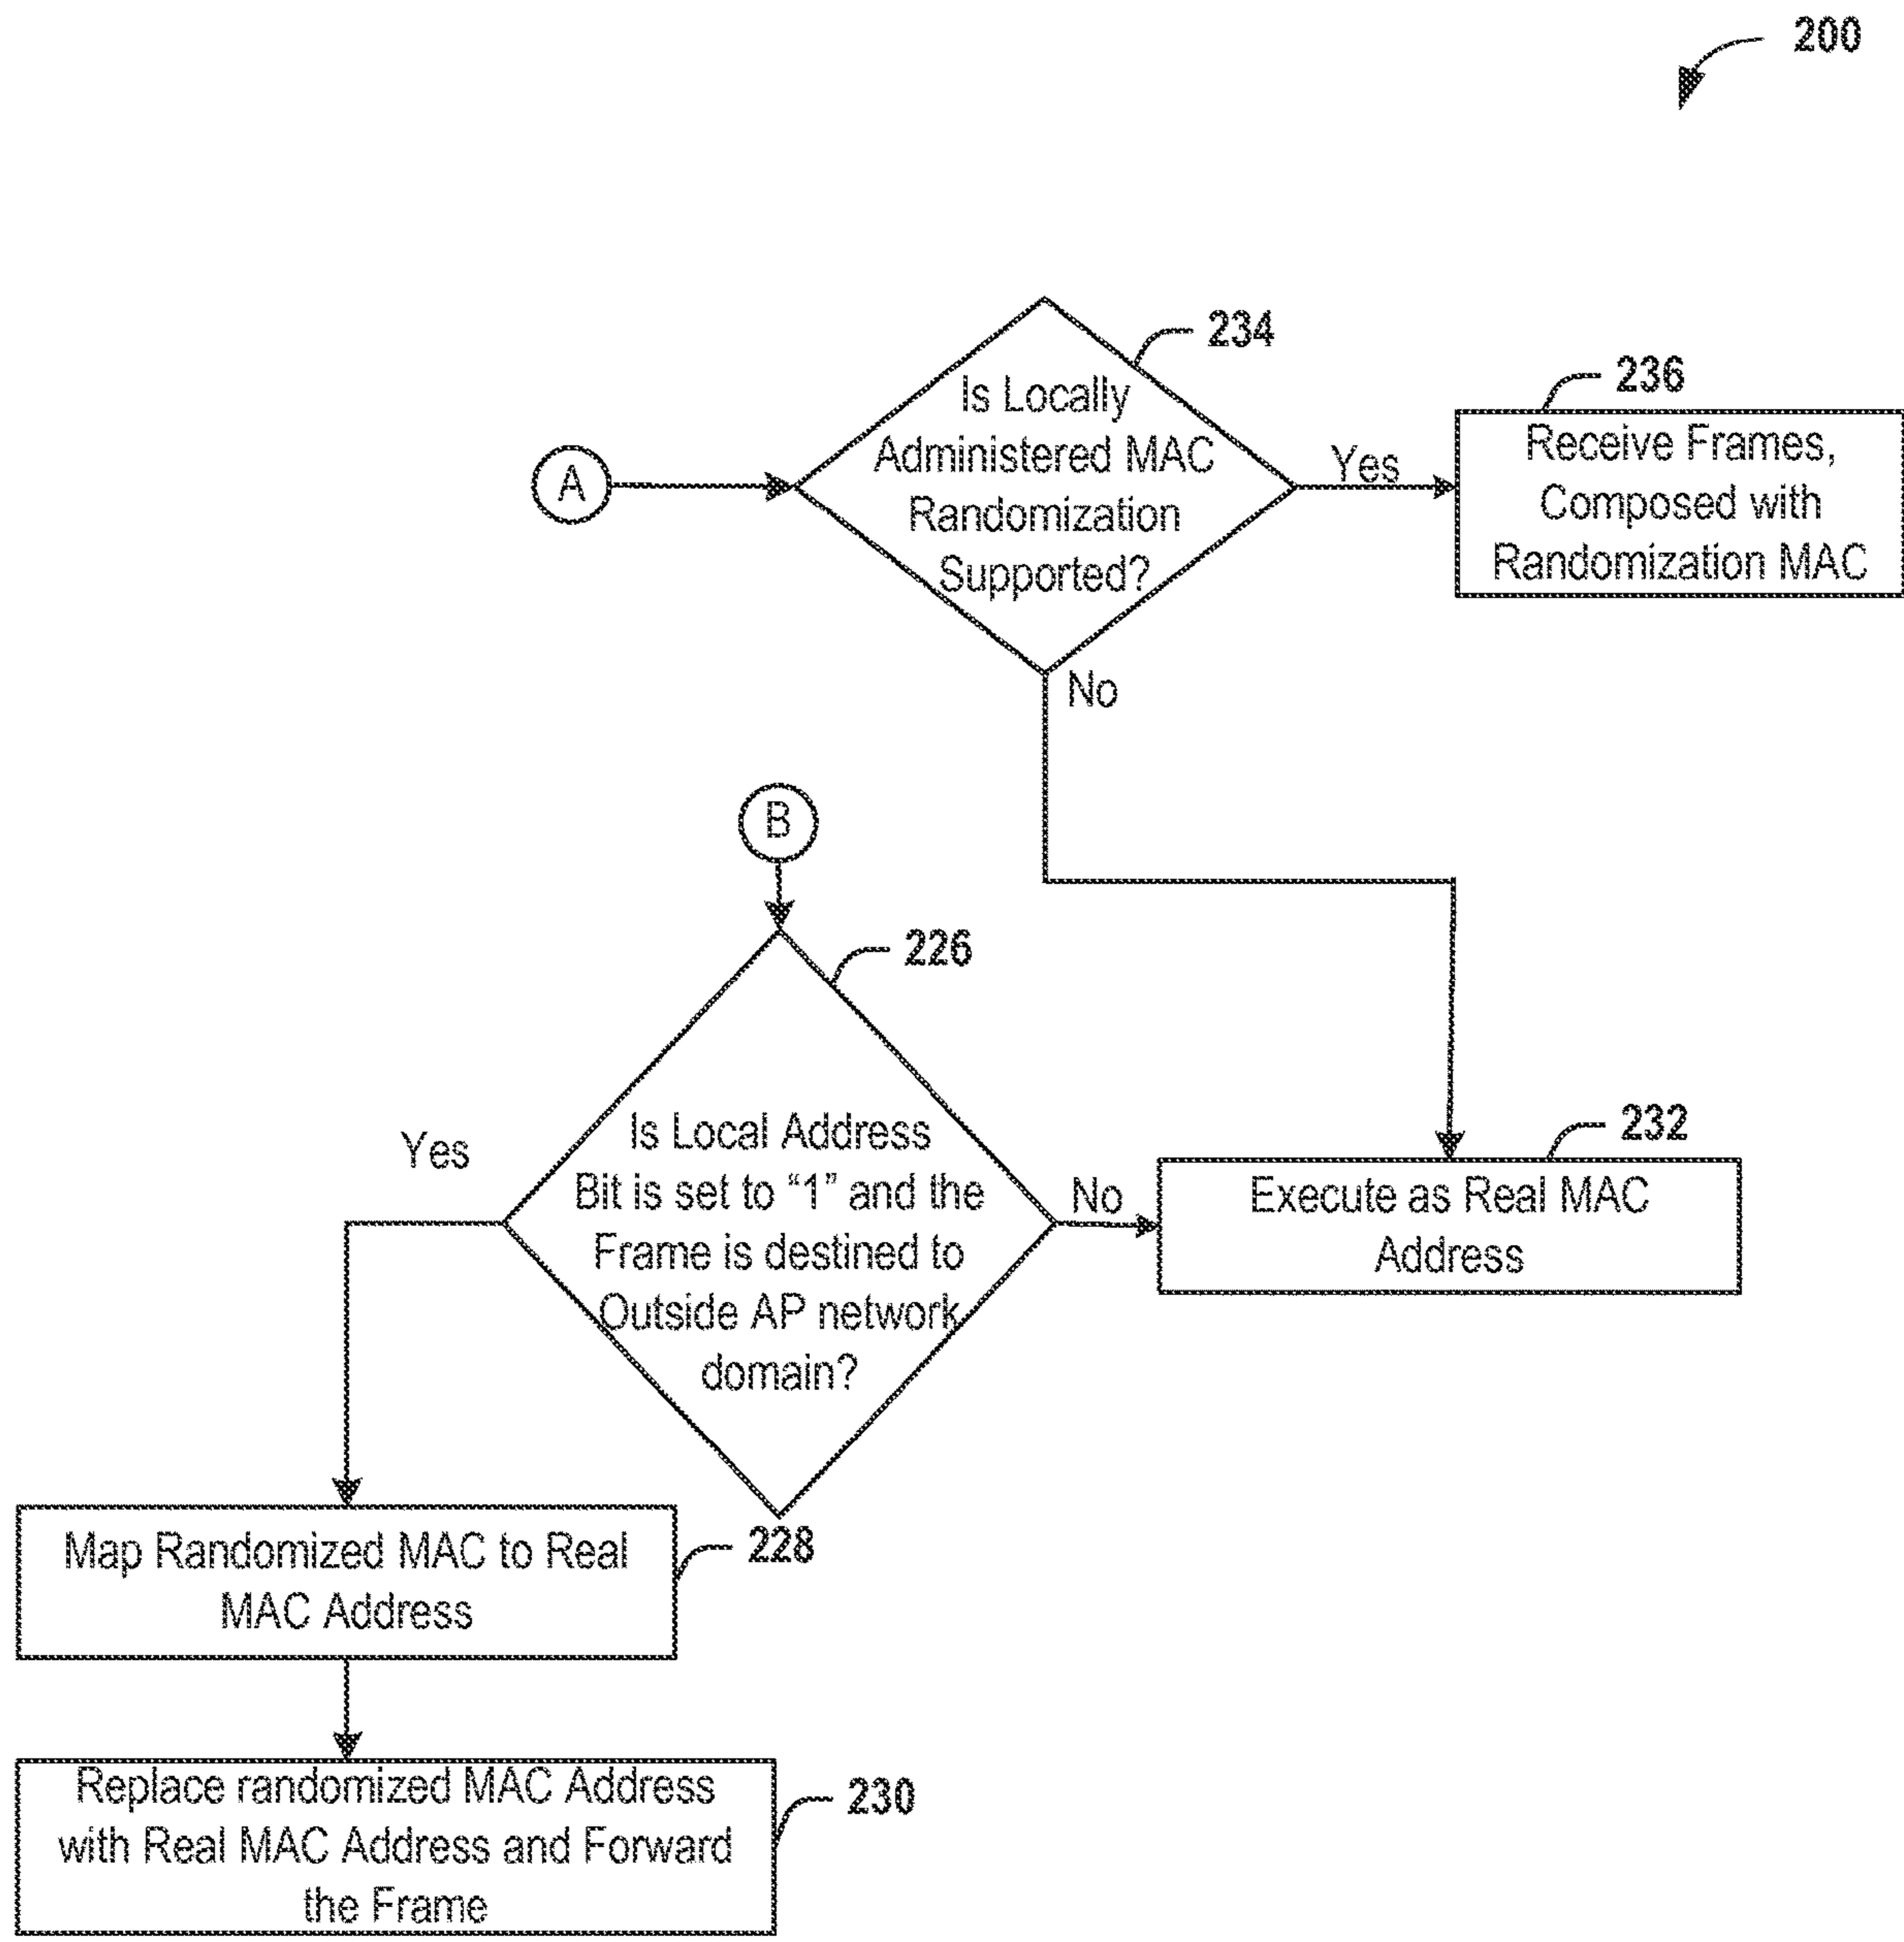 200
234
Is Locally
Administered MAC
Randomization
Supported?
A
Yes
236
Receive Frames,
Composed with
Randomization MAC
No
B
226
Is Local Address
Bit is set to “1” and the
Frame is destined to
Outside AP network
domain?
Yes
No
232
Execute as Real MAC
Address
Map Randomized MAC to Real
MAC Address
228
Replace randomized MAC Address
with Real MAC Address and Forward
the Frame
230